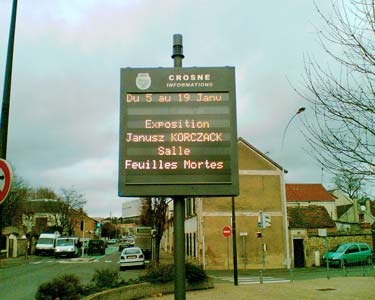 CROSNE
INFORMATIONS
Du 5 au 19 Janv
Exposition
Janusz KORCZACK
Salle
Feuilles Mortes